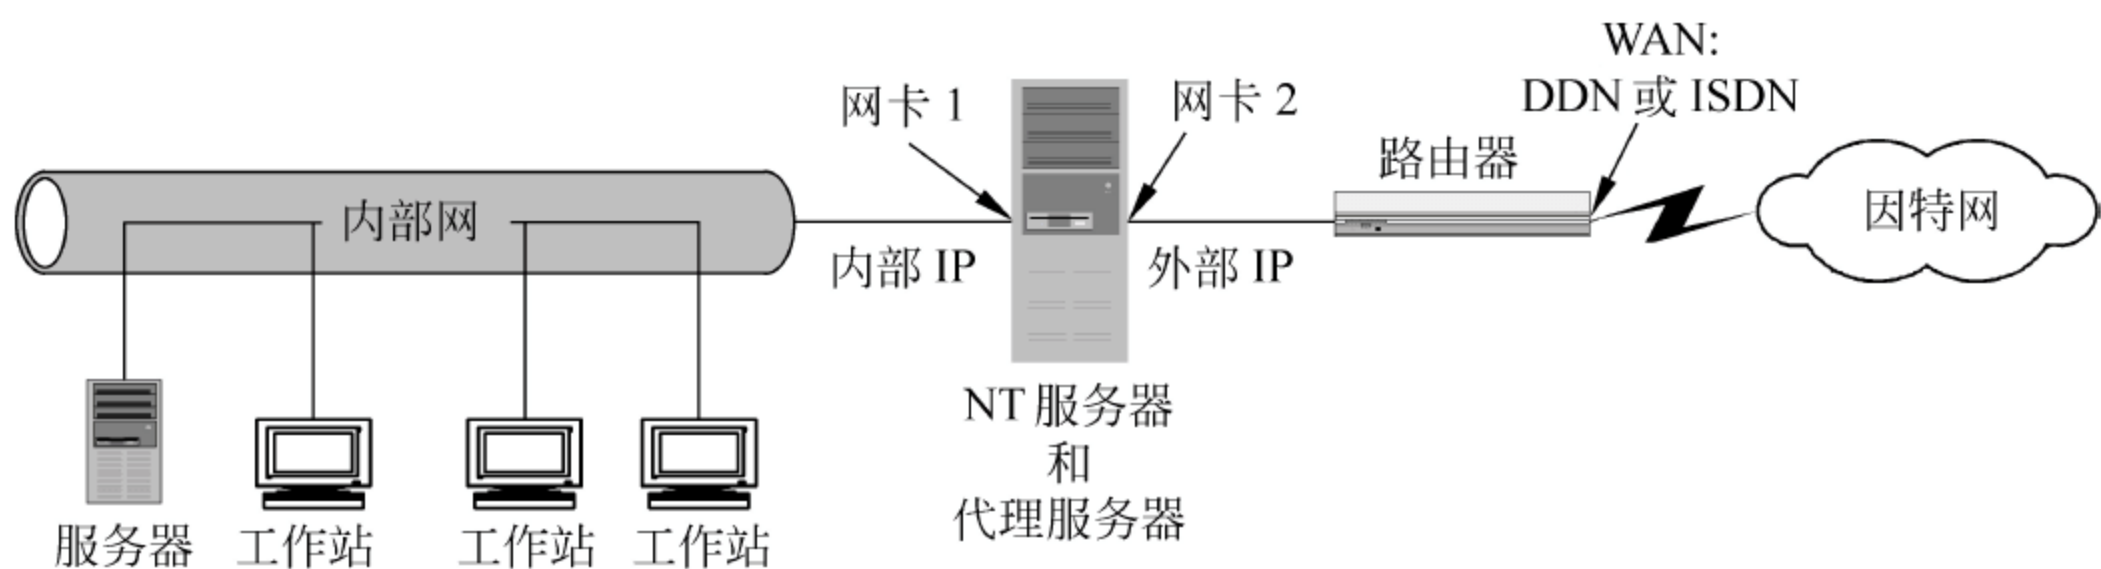 WAN:
DDN 或 ISDN
网卡 1
网卡 2
路由器
内部网
因特网
内部 IP
外部 IP
NT 服务器
和
代理服务器
服务器
工作站
工作站
工作站